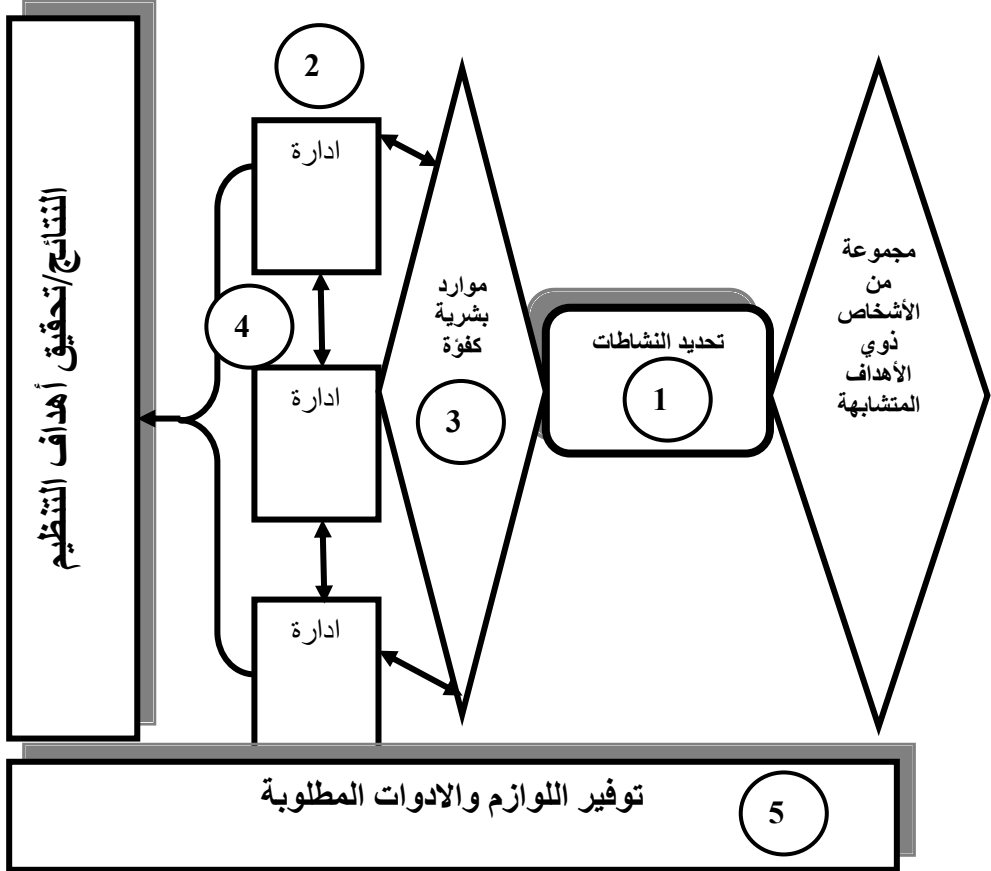 مجموعة
من
الأشخاص
ذوي
الأهداف
المتشابهة
تحديد النشاطات
1
موارد
بشرية
كفؤة
3
2
ادارة
4
ادارة
ادارة
النتائج/تحقيق أهداف التنظيم
توفير اللوازم والادوات المطلوبة
5